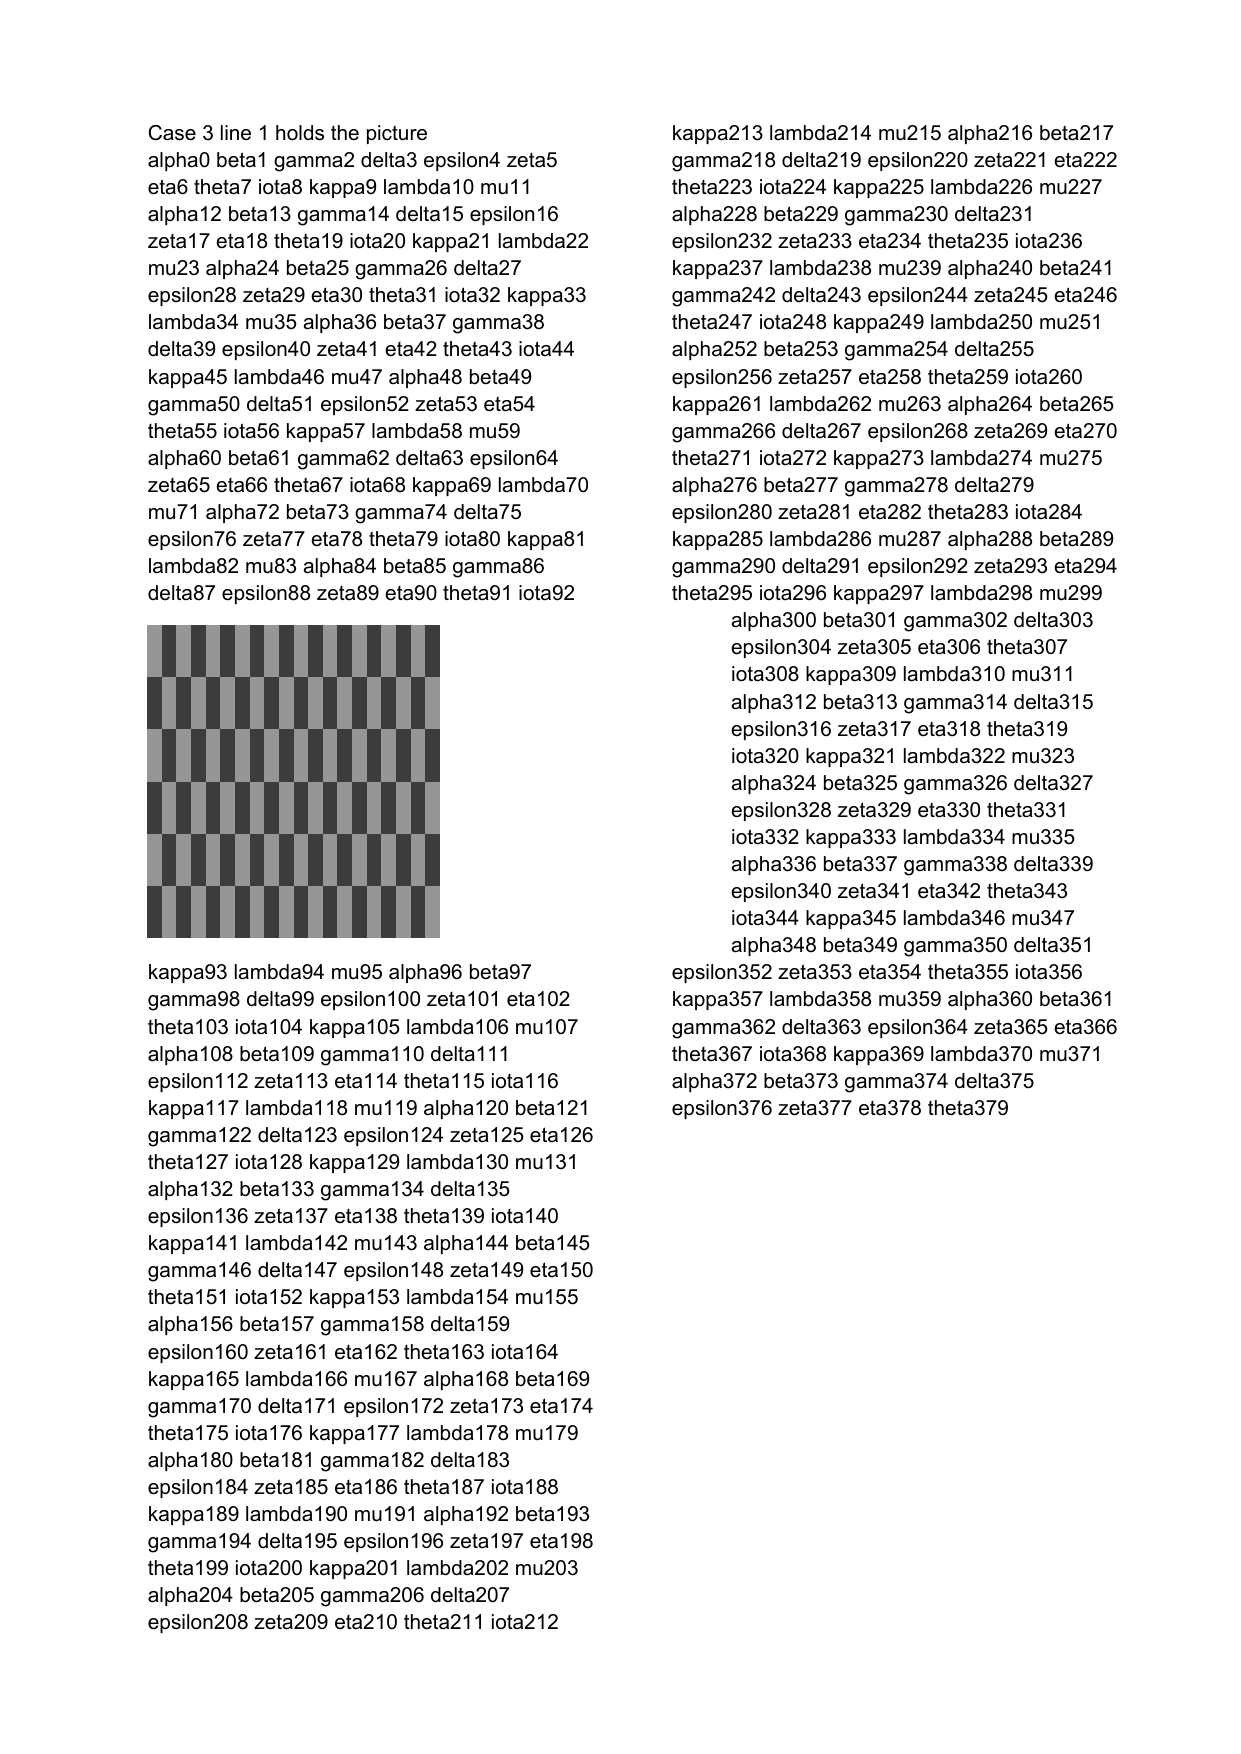 Case 3 line 1 holds the picture
alpha0 beta1 gamma2 delta3 epsilon4 zeta5
eta6 theta7 iota8 kappa9 lambda10 mu11
alpha12 beta13 gamma14 delta15 epsilon16
zeta17 eta18 theta19 iota20 kappa21 lambda22
mu23 alpha24 beta25 gamma26 delta27
epsilon28 zeta29 eta30 theta31 iota32 kappa33
lambda34 mu35 alpha36 beta37 gamma38
delta39 epsilon40 zeta41 eta42 theta43 iota44
kappa45 lambda46 mu47 alpha48 beta49
gamma50 delta51 epsilon52 zeta53 eta54
theta55 iota56 kappa57 lambda58 mu59
alpha60 beta61 gamma62 delta63 epsilon64
zeta65 eta66 theta67 iota68 kappa69 lambda70
mu71 alpha72 beta73 gamma74 delta75
epsilon76 zeta77 eta78 theta79 iota80 kappa81
lambda82 mu83 alpha84 beta85 gamma86
delta87 epsilon88 zeta89 eta90 theta91 iota92
kappa93 lambda94 mu95 alpha96 beta97
gamma98 delta99 epsilon100 zeta101 eta102
theta103 iota104 kappa105 lambda106 mu107
alpha108 beta109 gamma110 delta111
epsilon112 zeta113 eta114 theta115 iota116
kappa117 lambda118 mu119 alpha120 beta121
gamma122 delta123 epsilon124 zeta125 eta126
theta127 iota128 kappa129 lambda130 mu131
alpha132 beta133 gamma134 delta135
epsilon136 zeta137 eta138 theta139 iota140
kappa141 lambda142 mu143 alpha144 beta145
gamma146 delta147 epsilon148 zeta149 eta150
theta151 iota152 kappa153 lambda154 mu155
alpha156 beta157 gamma158 delta159
epsilon160 zeta161 eta162 theta163 iota164
kappa165 lambda166 mu167 alpha168 beta169
gamma170 delta171 epsilon172 zeta173 eta174
theta175 iota176 kappa177 lambda178 mu179
alpha180 beta181 gamma182 delta183
epsilon184 zeta185 eta186 theta187 iota188
kappa189 lambda190 mu191 alpha192 beta193
gamma194 delta195 epsilon196 zeta197 eta198
theta199 iota200 kappa201 lambda202 mu203
alpha204 beta205 gamma206 delta207
epsilon208 zeta209 eta210 theta211 iota212
kappa213 lambda214 mu215 alpha216 beta217
gamma218 delta219 epsilon220 zeta221 eta222
theta223 iota224 kappa225 lambda226 mu227
alpha228 beta229 gamma230 delta231
epsilon232 zeta233 eta234 theta235 iota236
kappa237 lambda238 mu239 alpha240 beta241
gamma242 delta243 epsilon244 zeta245 eta246
theta247 iota248 kappa249 lambda250 mu251
alpha252 beta253 gamma254 delta255
epsilon256 zeta257 eta258 theta259 iota260
kappa261 lambda262 mu263 alpha264 beta265
gamma266 delta267 epsilon268 zeta269 eta270
theta271 iota272 kappa273 lambda274 mu275
alpha276 beta277 gamma278 delta279
epsilon280 zeta281 eta282 theta283 iota284
kappa285 lambda286 mu287 alpha288 beta289
gamma290 delta291 epsilon292 zeta293 eta294
theta295 iota296 kappa297 lambda298 mu299
alpha300 beta301 gamma302 delta303
epsilon304 zeta305 eta306 theta307
iota308 kappa309 lambda310 mu311
alpha312 beta313 gamma314 delta315
epsilon316 zeta317 eta318 theta319
iota320 kappa321 lambda322 mu323
alpha324 beta325 gamma326 delta327
epsilon328 zeta329 eta330 theta331
iota332 kappa333 lambda334 mu335
alpha336 beta337 gamma338 delta339
epsilon340 zeta341 eta342 theta343
iota344 kappa345 lambda346 mu347
alpha348 beta349 gamma350 delta351
epsilon352 zeta353 eta354 theta355 iota356
kappa357 lambda358 mu359 alpha360 beta361
gamma362 delta363 epsilon364 zeta365 eta366
theta367 iota368 kappa369 lambda370 mu371
alpha372 beta373 gamma374 delta375
epsilon376 zeta377 eta378 theta379